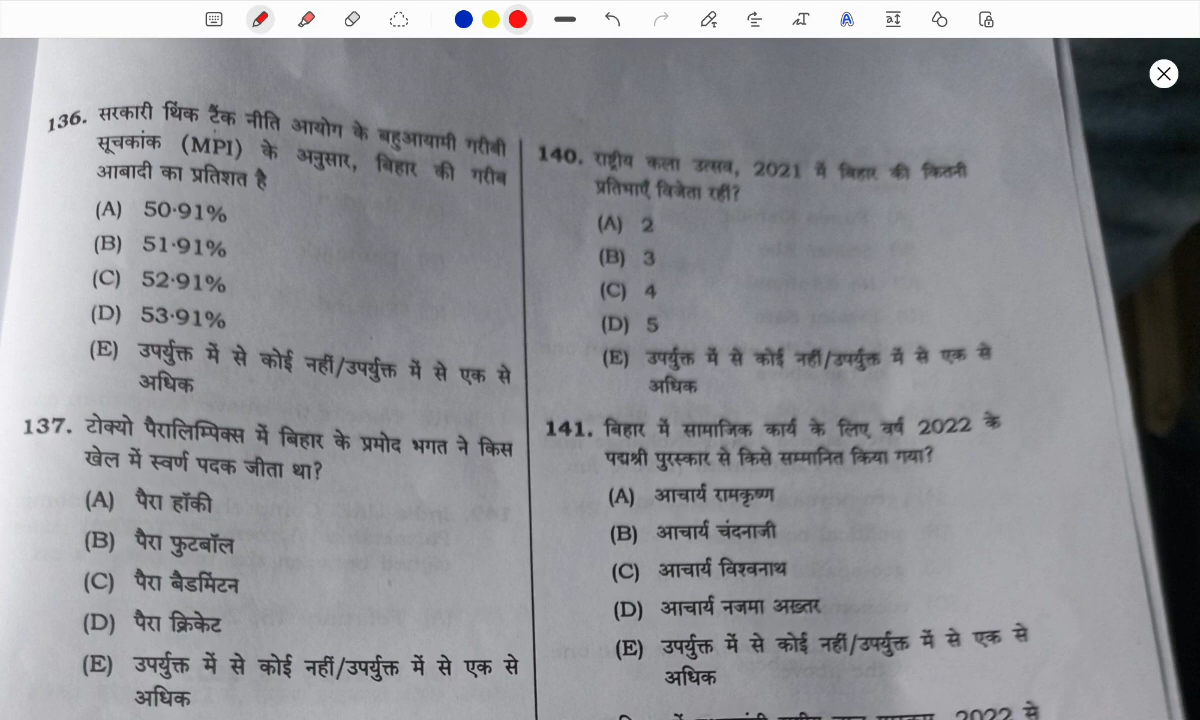 136. सरकारी थिंक टैंक नीति आयोग के बहुआयामी गरीबी
सूचकांक (MPI) के अनुसार, बिहार की गरीब
आबादी का प्रतिशत है
(A) 50·91%
(B) 51·91%
(C) 52·91%
(D) 53·91%
(E) उपर्युक्त में से कोई नहीं/उपर्युक्त में से एक से
अधिक
137. टोक्यो पैरालिम्पिक्स में बिहार के प्रमोद भगत ने किस
खेल में स्वर्ण पदक जीता था?
(A) पैरा हॉकी
(B) पैरा फुटबॉल
(C) पैरा बैडमिंटन
(D) पैरा क्रिकेट
(E) उपर्युक्त में से कोई नहीं/उपर्युक्त में से एक से
अधिक
140. राष्ट्रीय कला उत्सव, 2021 में बिहार की कितनी
प्रतिभाएँ विजेता रहीं?
(A) 2
(B) 3
(C) 4
(D) 5
(E) उपर्युक्त में से कोई नहीं/उपर्युक्त में से एक से
अधिक
141. बिहार में सामाजिक कार्य के लिए वर्ष 2022 के
पद्मश्री पुरस्कार से किसे सम्मानित किया गया?
(A) आचार्य रामकृष्ण
(B) आचार्य चंदनाजी
(C) आचार्य विश्वनाथ
(D) आचार्य नजमा अख़्तर
(E) उपर्युक्त में से कोई नहीं/उपर्युक्त में से एक से
अधिक
2022 से